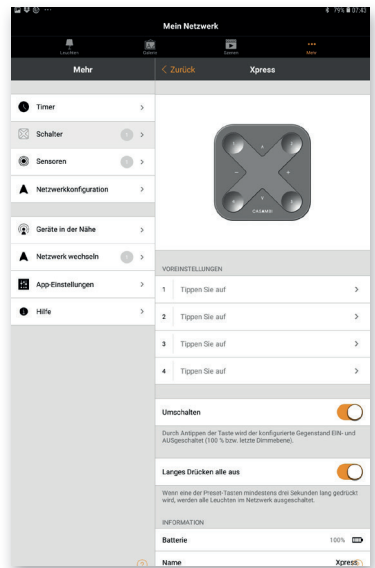 79% 07:43
Mein Netzwerk
Leuchten
Galerie
Szenen
Mehr
Mehr
Zurück
Xpress
Timer
Schalter
Sensoren
Netzwerkkonfiguration
Geräte in der Nähe
Netzwerk wechseln
App-Einstellungen
Hilfe
CASAMBI
VOREINSTELLUNGEN
1 Tippen Sie auf
2 Tippen Sie auf
3 Tippen Sie auf
4 Tippen Sie auf
Umschalten
Durch Antippen der Taste wird der konfigurierte Gegenstand EIN- und
AUSgeschaltet (100 % bzw. letzte Dimmebene).
Langes Drücken alle aus
Wenn eine der Preset-Tasten mindestens drei Sekunden lang gedrückt
wird, werden alle Leuchten im Netzwerk ausgeschaltet.
INFORMATION
Batterie 100%
Name Xpress